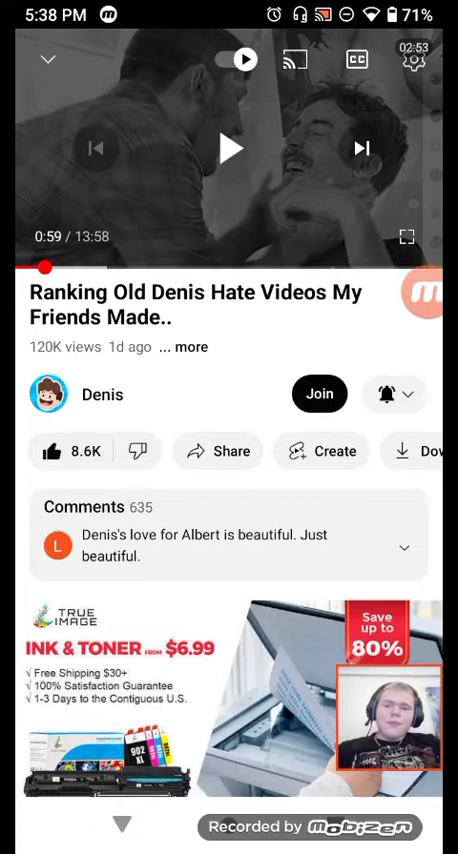 5:38 PM
71%
02:53
CC
0:59 / 13:58
Ranking Old Denis Hate Videos My
Friends Made..
120K views 1d ago ... more
Denis
Join
8.6K
Share
Create
Dow
Comments 635
L
Denis's love for Albert is beautiful. Just
beautiful.
TRUE
IMAGE
INK & TONER FROM $6.99
√ Free Shipping $30+
√ 100% Satisfaction Guarantee
√ 1-3 Days to the Contiguous U.S.
Save
up to
80%
902
XL
Recorded by mobizen